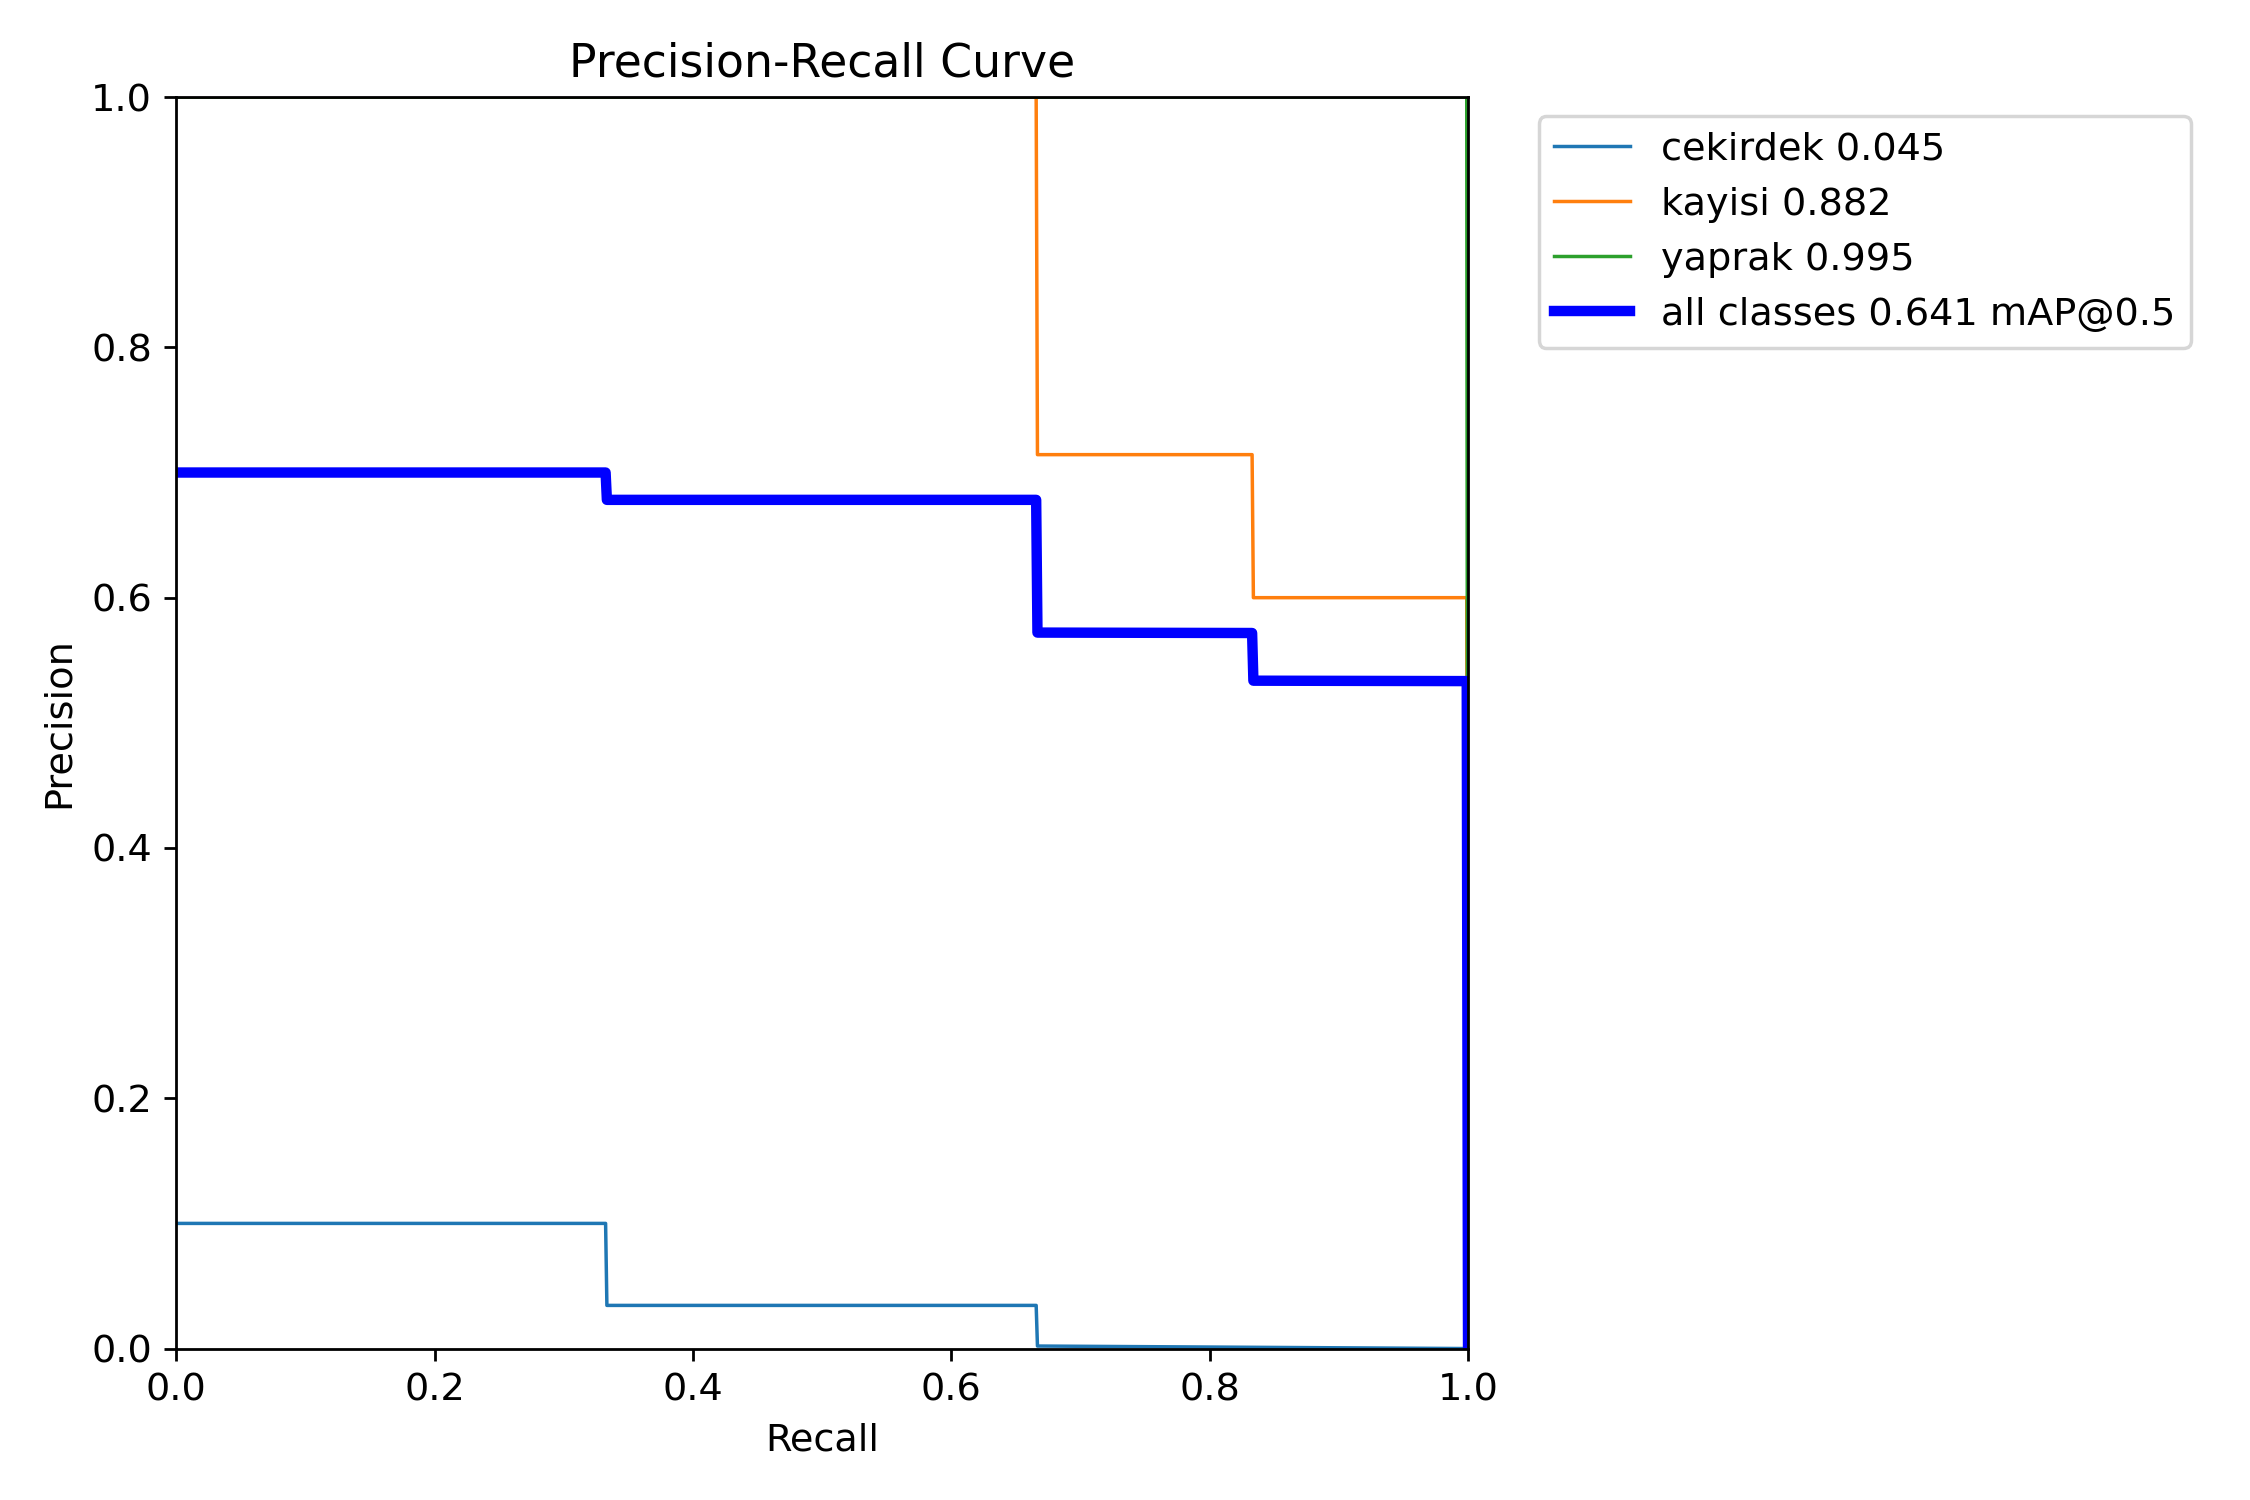 Precision-Recall Curve
1.0
0.8
0.6
0.4
0.2
0.0
Precision
0.0 0.2 0.4 0.6 0.8 1.0
Recall
cekirdek 0.045
kayisi 0.882
yaprak 0.995
all classes 0.641 mAP@0.5